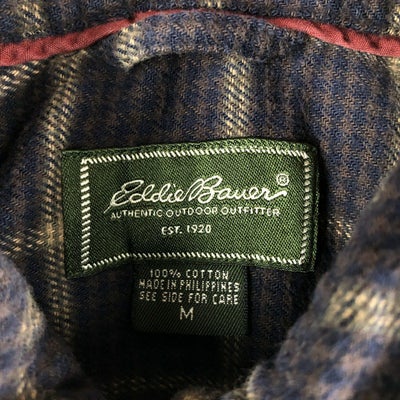 Eddie Bauer®
AUTHENTIC OUTDOOR OUTFITTER
EST. 1920
100% COTTON
MADE IN PHILIPPINES
SEE SIDE FOR CARE
M